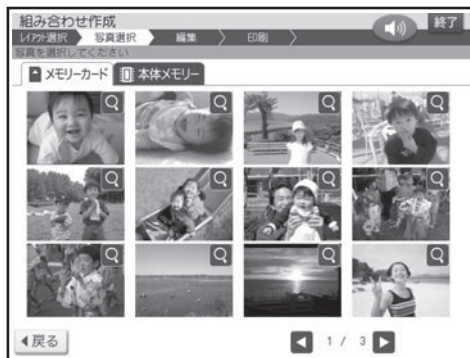 組み合わせ作成
終了
レイアウト選択 写真選択 編集 印刷
写真を選択してください
メモリーカード 本体メモリー
戻る 1 / 3